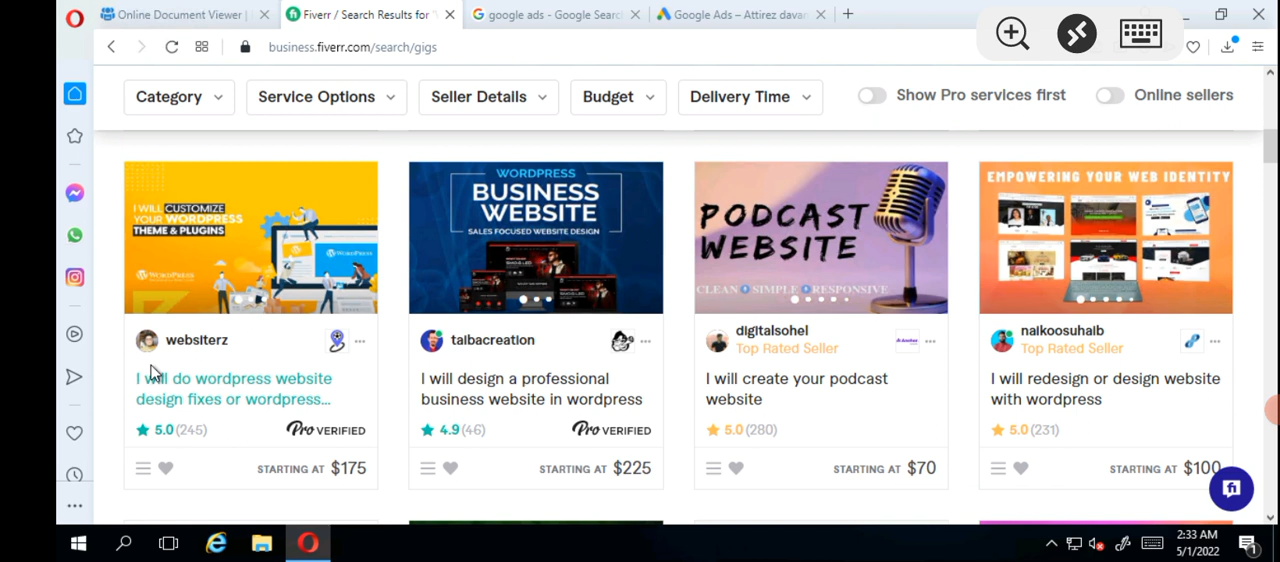 Online Document Viewer |
Fiverr / Search Results for '
google ads - Google Searc
Google Ads – Attirez davan
business.fiverr.com/search/gigs
Category
Service Options
Seller Details
Budget
Delivery Time
Show Pro services first
Online sellers
I WILL CUSTOMIZE
YOUR WORDPRESS
THEME & PLUGINS
WORDPRESS
WordPress
WORDPRESS
BUSINESS
WEBSITE
SALES FOCUSED WEBSITE DESIGN
PODCAST
WEBSITE
CLEAN SIMPLE RESPONSIVE
EMPOWERING YOUR WEB IDENTITY
websiterz
I will do wordpress website
design fixes or wordpress...
5.0 (245)
Pro VERIFIED
STARTING AT $175
talbacreation
I will design a professional
business website in wordpress
4.9 (46)
Pro VERIFIED
STARTING AT $225
digitalsohel
Top Rated Seller
I will create your podcast
website
5.0 (280)
STARTING AT $70
naikoosuhaib
Top Rated Seller
I will redesign or design website
with wordpress
5.0 (231)
STARTING AT $100
fi
2:33 AM
5/1/2022
1